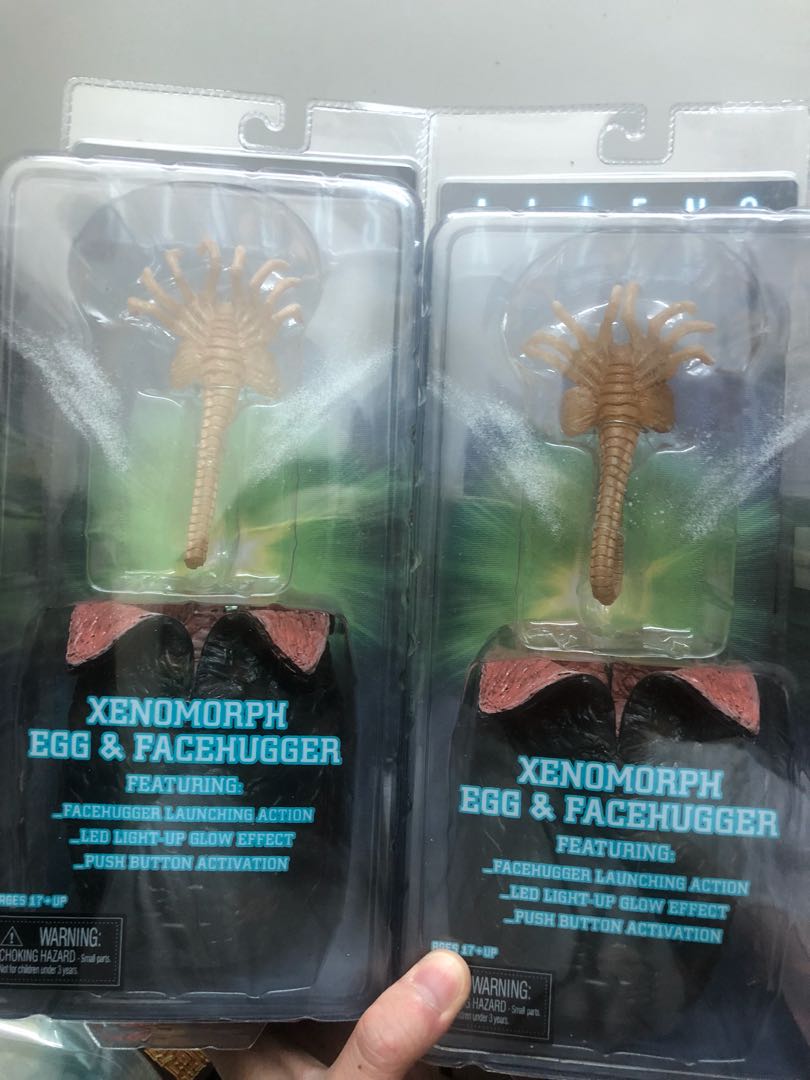 XENOMORPH
EGG & FACEHUGGER
FEATURING:
_FACEHUGGER LAUNCHING ACTION
_LED LIGHT-UP GLOW EFFECT
_PUSH BUTTON ACTIVATION
AGES 17+UP
WARNING:
CHOKING HAZARD - Small parts.
Not for children under 3 years.
ALIENS
XENOMORPH
EGG & FACEHUGGER
FEATURING:
_FACEHUGGER LAUNCHING ACTION
_LED LIGHT-UP GLOW EFFECT
_PUSH BUTTON ACTIVATION
AGES 17+UP
WARNING:
G HAZARD - Small parts.
ren under 3 years.